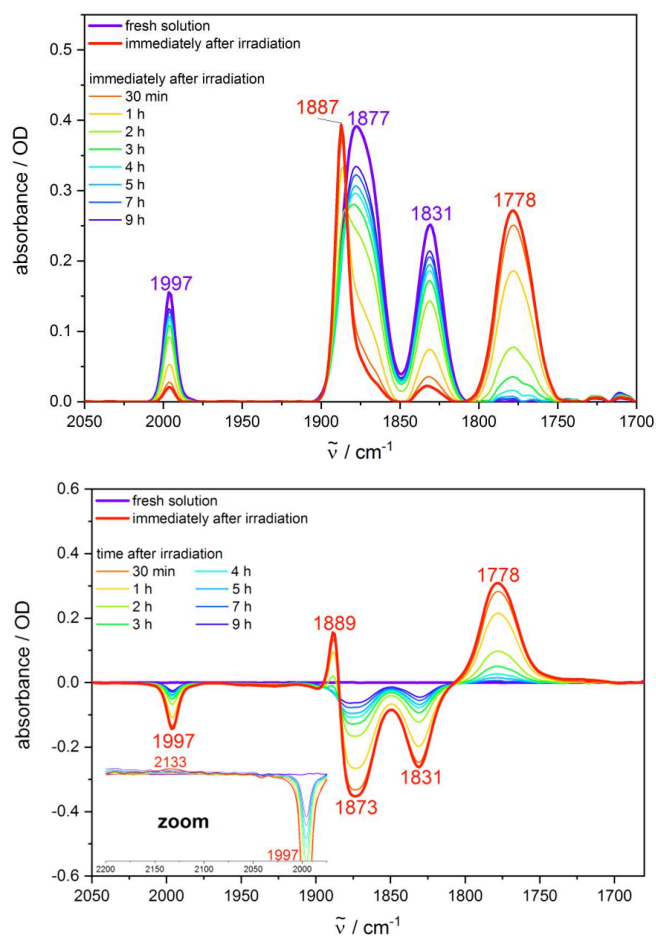 fresh solution
immediately after irradiation
immediately after irradiation
30 min
1 h
2 h
3 h
4 h
5 h
7 h
9 h
1887
1877
1831
1778
1997
0.5
0.4
0.3
0.2
0.1
0.0
absorbance / OD
2050 2000 1950 1900 1850 1800 1750 1700
ṽ / cm⁻¹
fresh solution
immediately after irradiation
time after irradiation
30 min 4 h
1 h 5 h
2 h 7 h
3 h 9 h
1778
1889
1997
1831
1873
2133
zoom
1997
2200 2150 2100 2050 2000
0.6
0.4
0.2
0.0
-0.2
-0.4
-0.6
absorbance / OD
2050 2000 1950 1900 1850 1800 1750 1700
ṽ / cm⁻¹